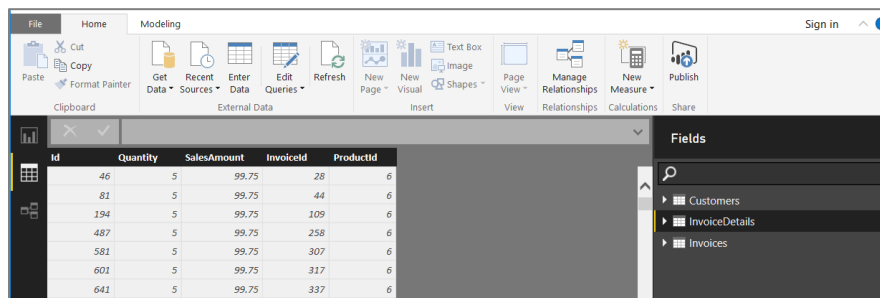 File Home Modeling Sign in
Cut
Copy
Format Painter
Paste
Get Data Recent Sources Enter Data Edit Queries Refresh
New Page New Visual
Text Box
Image
Shapes
Page View
Manage Relationships
New Measure
Publish
Clipboard External Data Insert View Relationships Calculations Share
Fields
Id Quantity SalesAmount InvoiceId ProductId
46 5 99.75 28 6
81 5 99.75 44 6
194 5 99.75 109 6
487 5 99.75 258 6
581 5 99.75 307 6
601 5 99.75 317 6
641 5 99.75 337 6
Customers
InvoiceDetails
Invoices